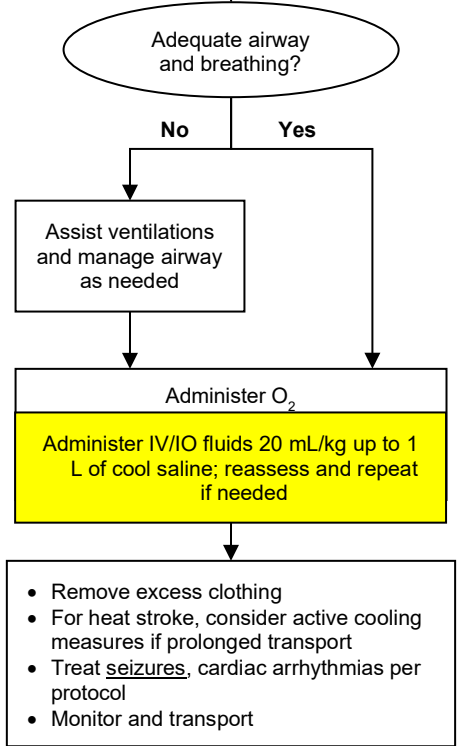 Adequate airway
and breathing?
No Yes
Assist ventilations
and manage airway
as needed
Administer O₂
Administer IV/IO fluids 20 mL/kg up to 1
L of cool saline; reassess and repeat
if needed
• Remove excess clothing
• For heat stroke, consider active cooling
measures if prolonged transport
• Treat seizures, cardiac arrhythmias per
protocol
• Monitor and transport